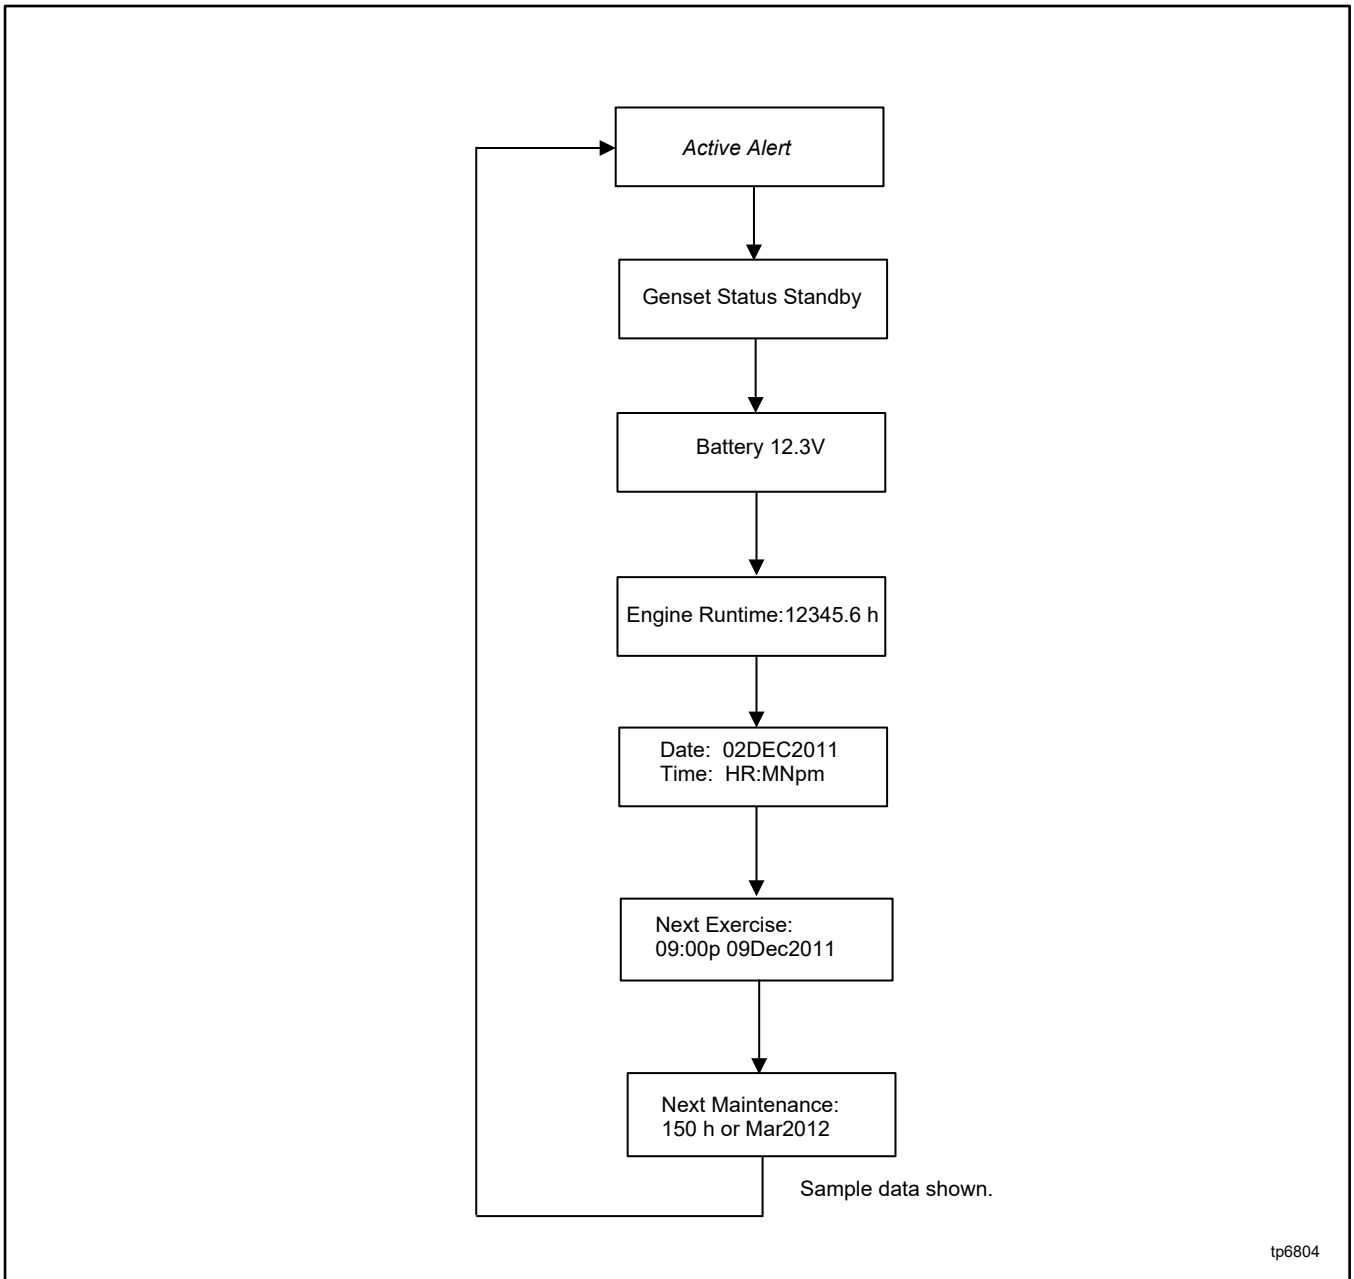 Active Alert
Genset Status Standby
Battery 12.3V
Engine Runtime:12345.6 h
Date:  02DEC2011
Time:  HR:MNpm
Next Exercise:
09:00p 09Dec2011
Next Maintenance:
150 h or Mar2012
Sample data shown.
tp6804